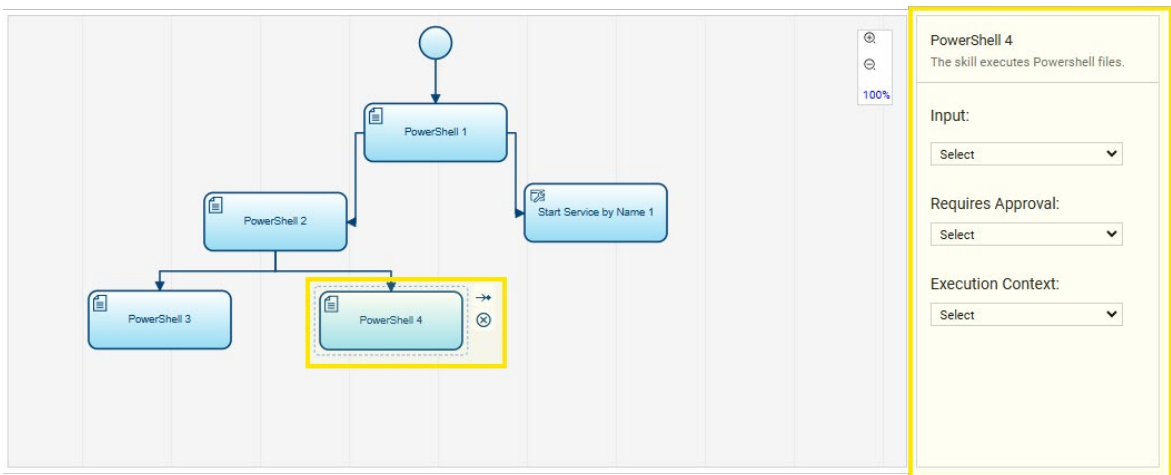 100%
PowerShell 1
PowerShell 2
Start Service by Name 1
PowerShell 3
PowerShell 4
PowerShell 4
The skill executes Powershell files.
Input:
Select
Requires Approval:
Select
Execution Context:
Select